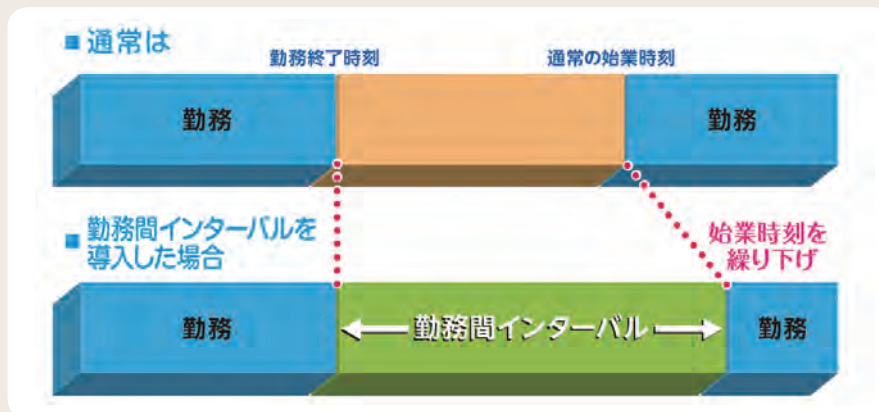 ■通常は
勤務終了時刻
通常の始業時刻
勤務
勤務
■勤務間インターバルを
導入した場合
始業時刻を
繰り下げ
勤務
勤務間インターバル
勤務